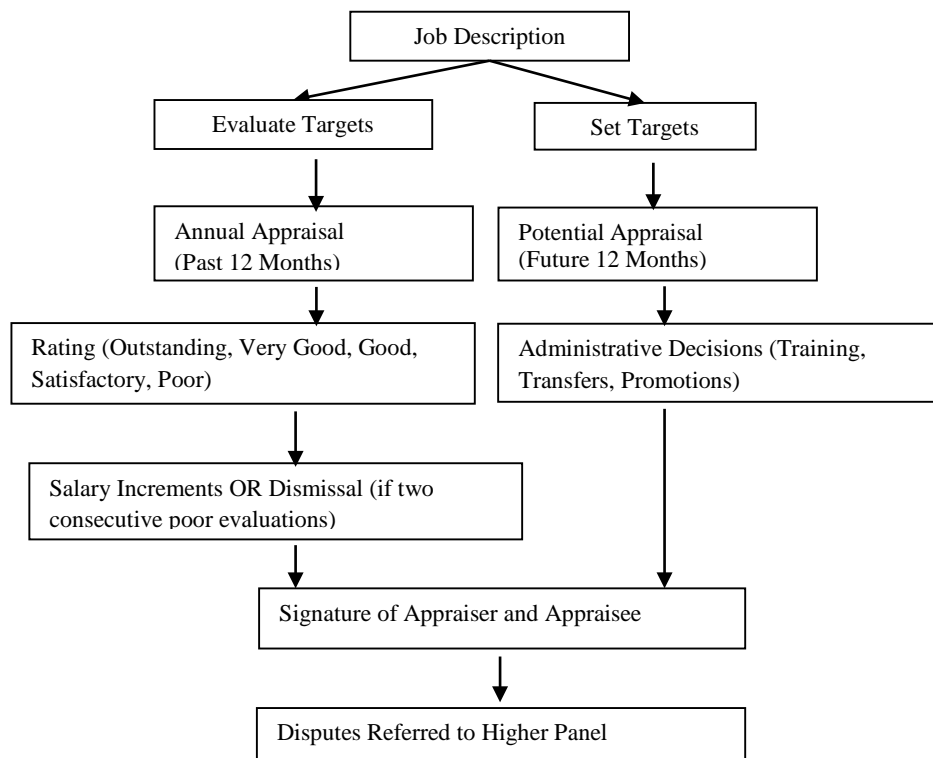 Job Description
Evaluate Targets
Set Targets
Annual Appraisal
(Past 12 Months)
Potential Appraisal
(Future 12 Months)
Rating (Outstanding, Very Good, Good,
Satisfactory, Poor)
Administrative Decisions (Training,
Transfers, Promotions)
Salary Increments OR Dismissal (if two
consecutive poor evaluations)
Signature of Appraiser and Appraisee
Disputes Referred to Higher Panel